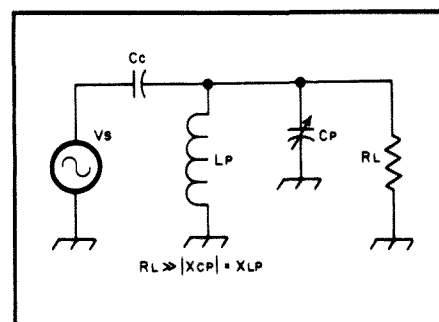 Cc
Vs
LP
CP
RL
RL ≫ |XCP| = XLP